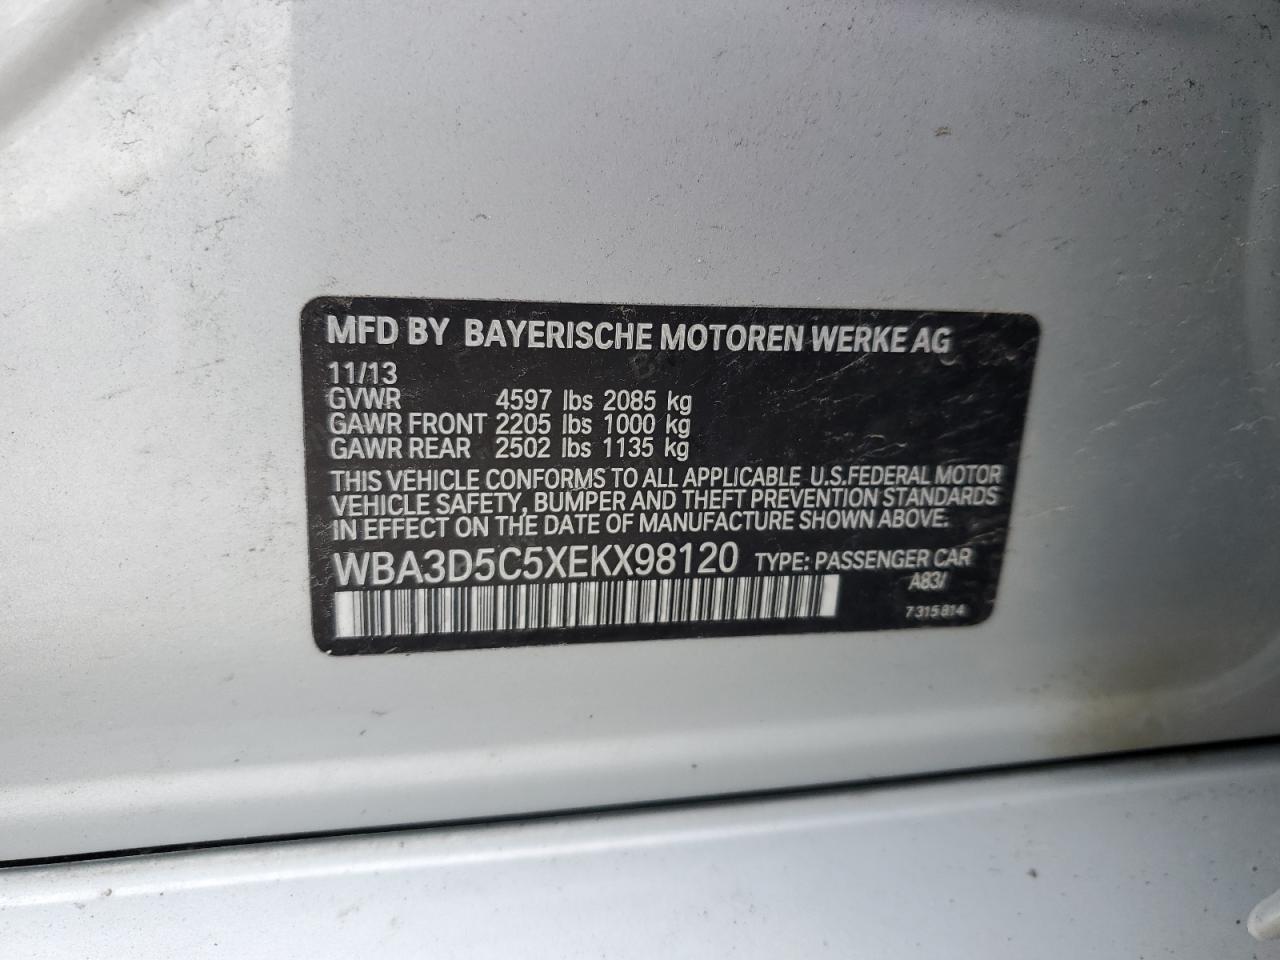 MFD BY BAYERISCHE MOTOREN WERKE AG
11/13
GVWR 4597 lbs 2085 kg
GAWR FRONT 2205 lbs 1000 kg
GAWR REAR 2502 lbs 1135 kg
THIS VEHICLE CONFORMS TO ALL APPLICABLE U.S.FEDERAL MOTOR
VEHICLE SAFETY, BUMPER AND THEFT PREVENTION STANDARDS
IN EFFECT ON THE DATE OF MANUFACTURE SHOWN ABOVE.
WBA3D5C5XEKX98120 TYPE: PASSENGER CAR
A83/
7 315 814